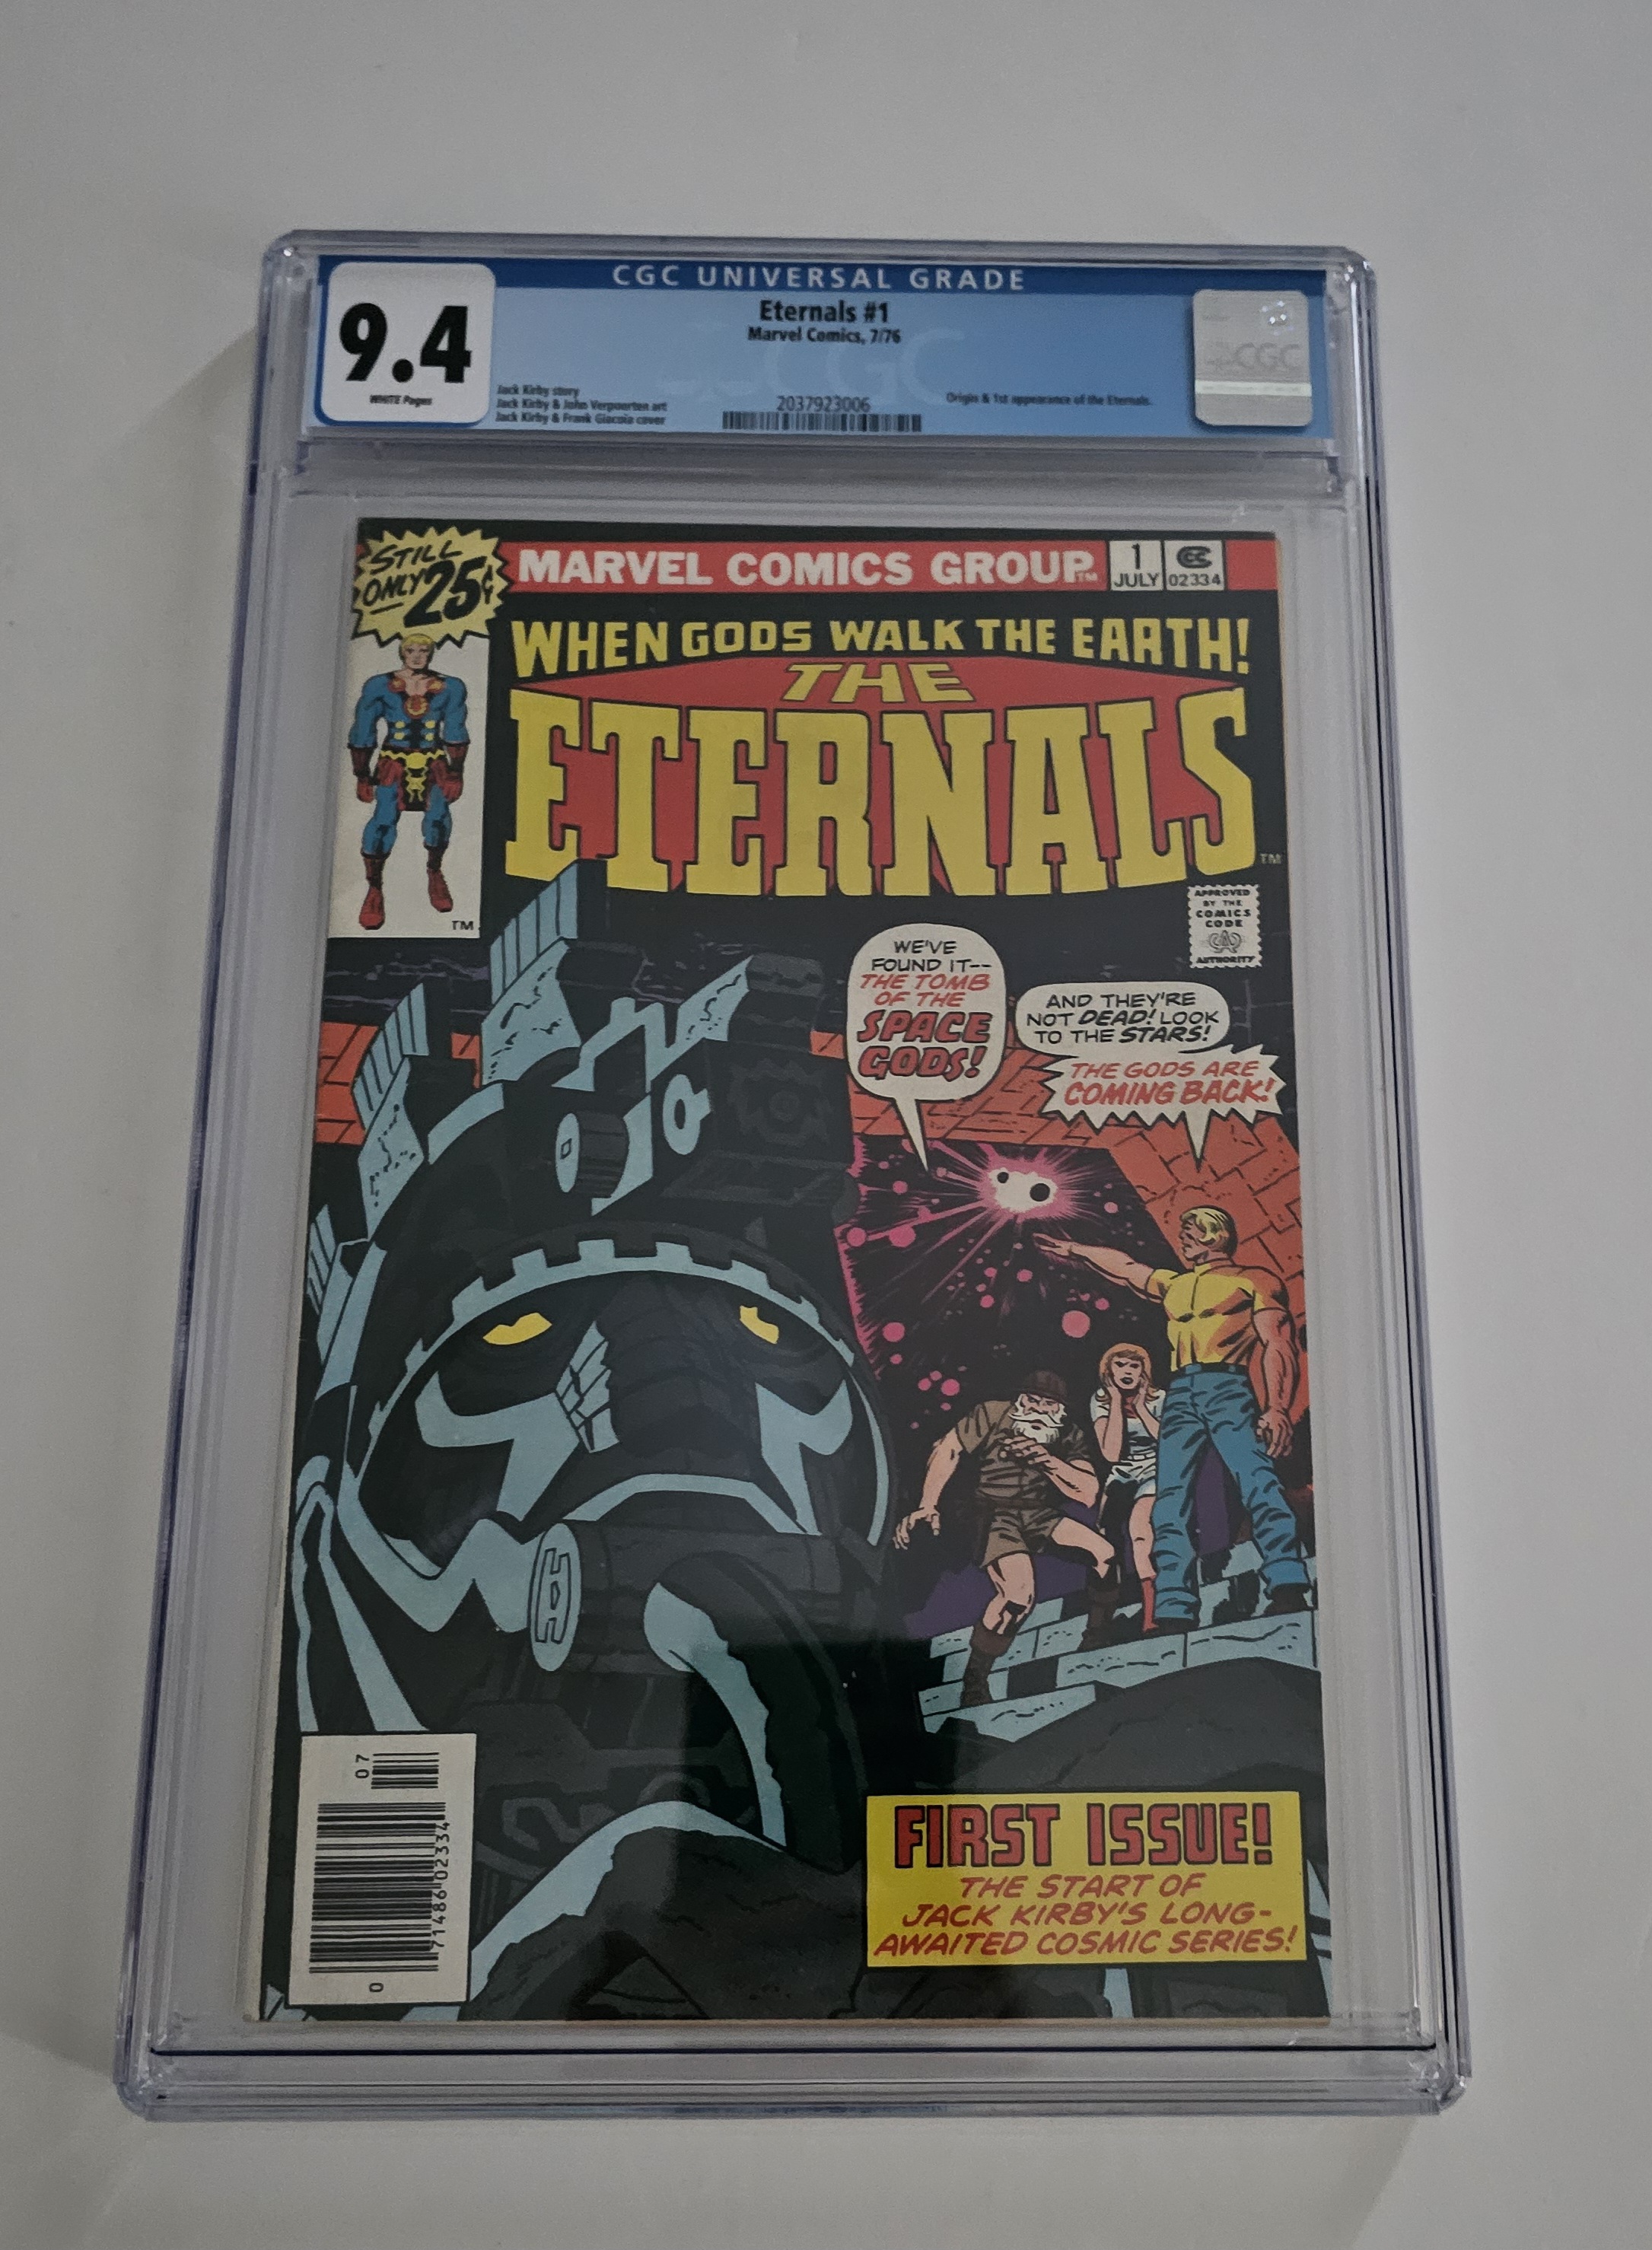 CGC UNIVERSAL GRADE
9.4
WHITE Pages
Eternals #1
Marvel Comics, 7/76
Jack Kirby story
Jack Kirby & John Verpoorten art
Jack Kirby & Frank Giacoia cover
2037923006
Origin & 1st appearance of the Eternals.
CGC
CGC
STILL
ONLY 25¢
MARVEL COMICS GROUP TM
1
JULY
CC
02334
WHEN GODS WALK THE EARTH!
THE
ETERNALS
TM
TM
APPROVED
BY THE
COMICS
CODE
CA
AUTHORITY
WE'VE
FOUND IT--
THE TOMB
OF THE
SPACE
GODS!
AND THEY'RE
NOT DEAD! LOOK
TO THE STARS!
THE GODS ARE
COMING BACK!
07
0 71486 02334
FIRST ISSUE!
THE START OF
JACK KIRBY'S LONG-
AWAITED COSMIC SERIES!